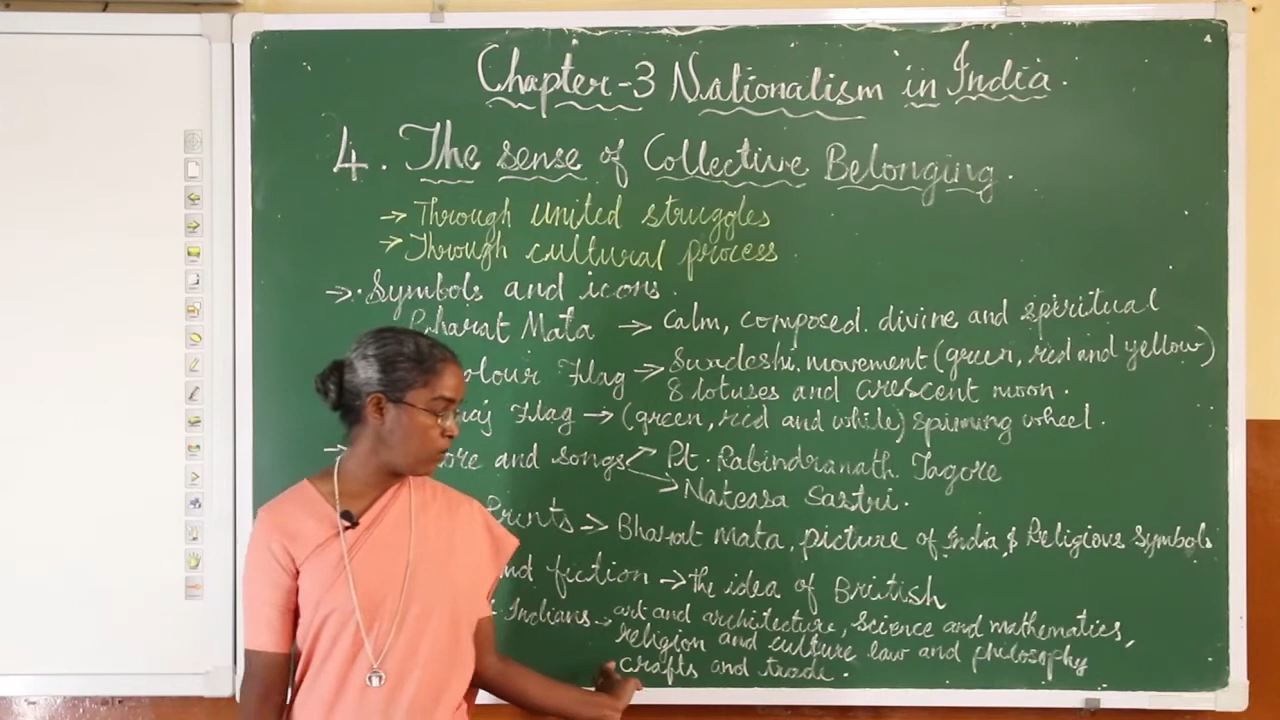 Chapter-3 Nationalism in India.
4. The sense of Collective Belonging.
→ Through united struggles
→ Through cultural process
→ · Symbols and icons.
Bharat Mata → Calm, composed. divine and spiritual
olour Flag → Swadeshi movement (green, red and yellow)
8 lotuses and Crescent moon.
aj Flag → (green, red and white) spinning wheel.
→ ore and songs → Pt. Rabindranath Tagore
→ Natesa Sastri.
Prints → Bharat mata, picture of India, & Religious Symbols.
and fiction → the idea of British
Indians → art and architecture, Science and mathematics,
religion and culture law and philosophy
crafts and trade.